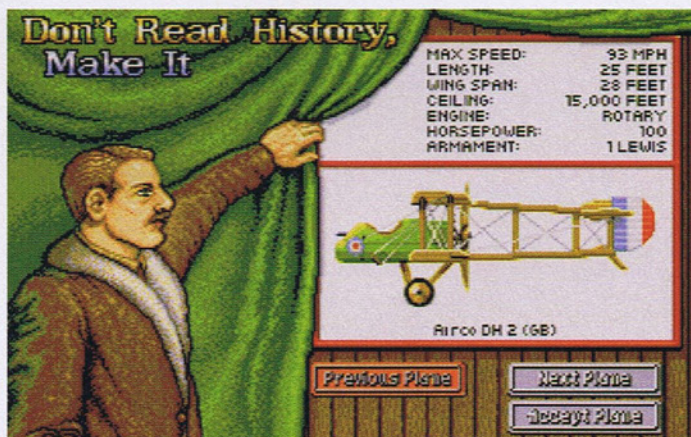 Don't Read History,
Make It
MAX SPEED: 93 MPH
LENGTH: 25 FEET
WING SPAN: 28 FEET
CEILING: 15,000 FEET
ENGINE: ROTARY
HORSEPOWER: 100
ARMAMENT: 1 LEWIS
Airco DH 2 (GB)
Previous Plane
Next Plane
Accept Plane